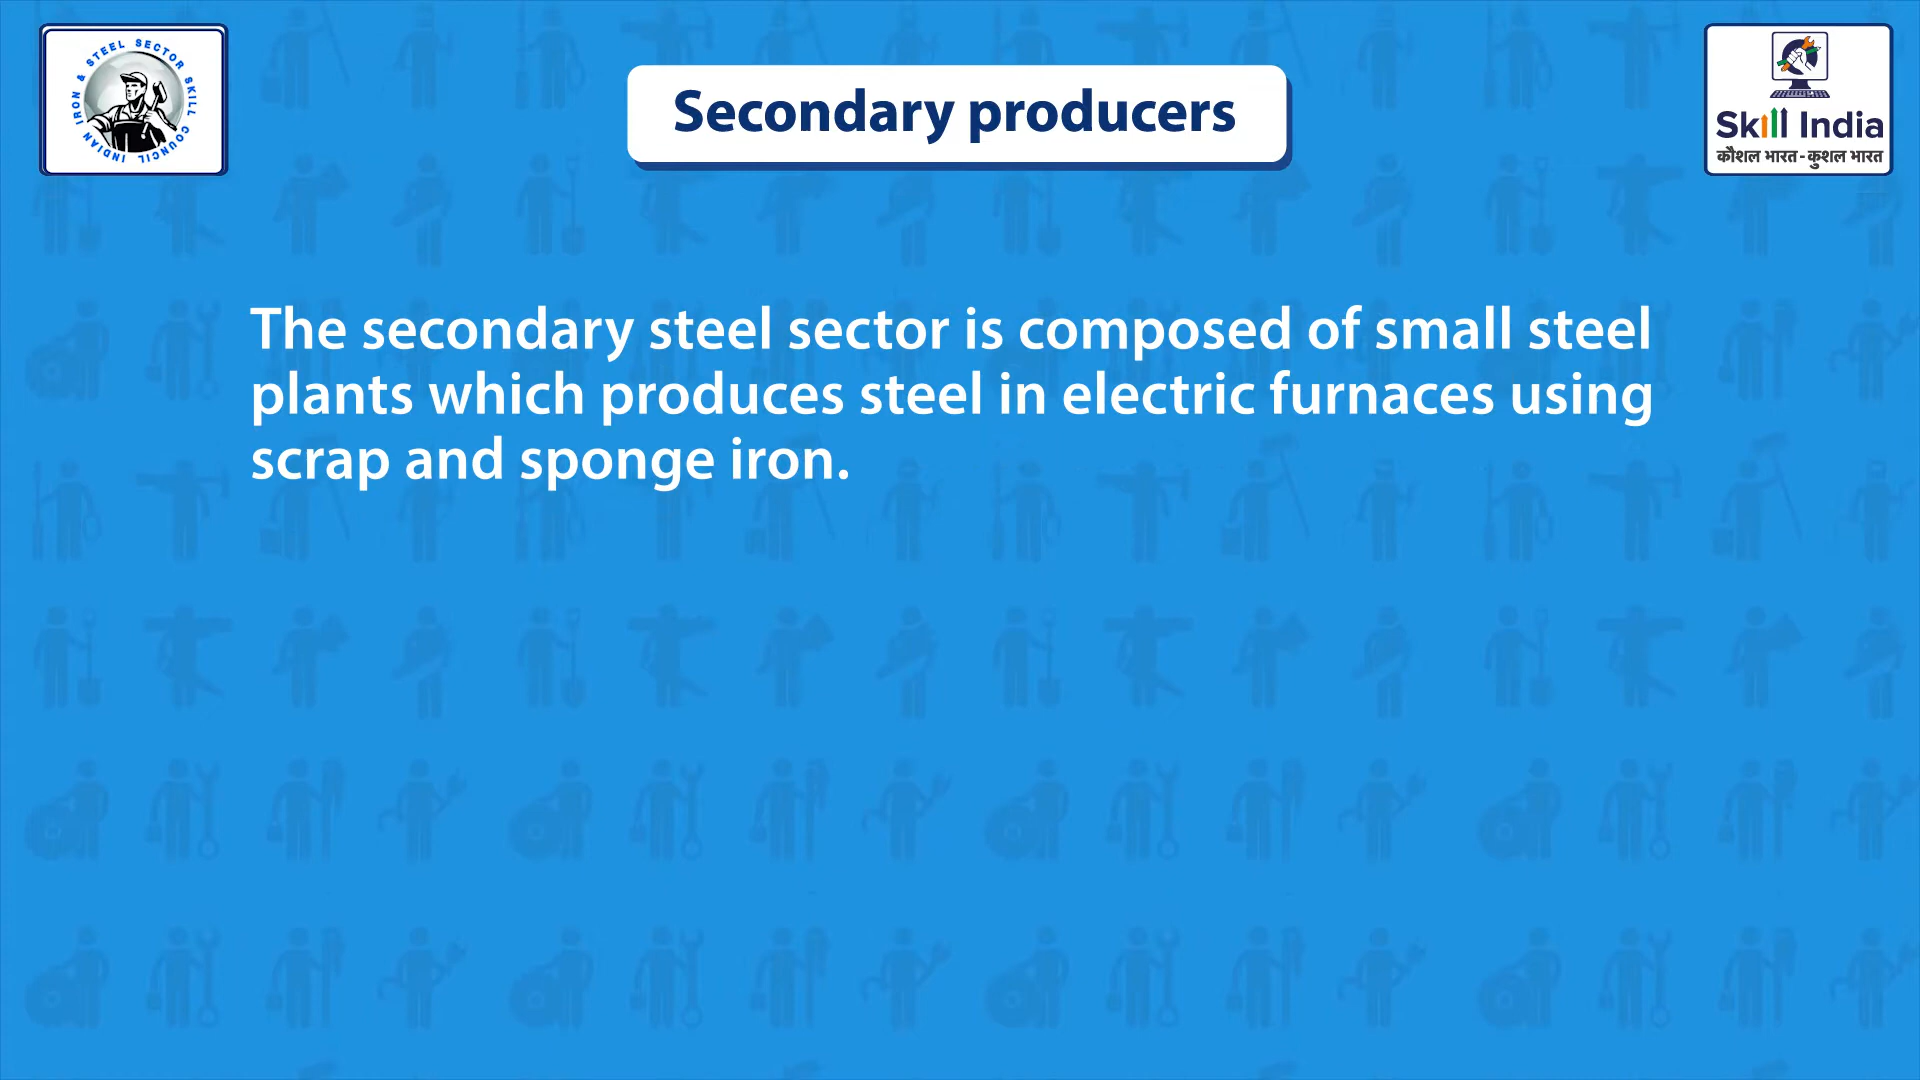 INDIAN IRON & STEEL SECTOR SKILL COUNCIL
Secondary producers
Skill India
कौशल भारत - कुशल भारत
The secondary steel sector is composed of small steel
plants which produces steel in electric furnaces using
scrap and sponge iron.